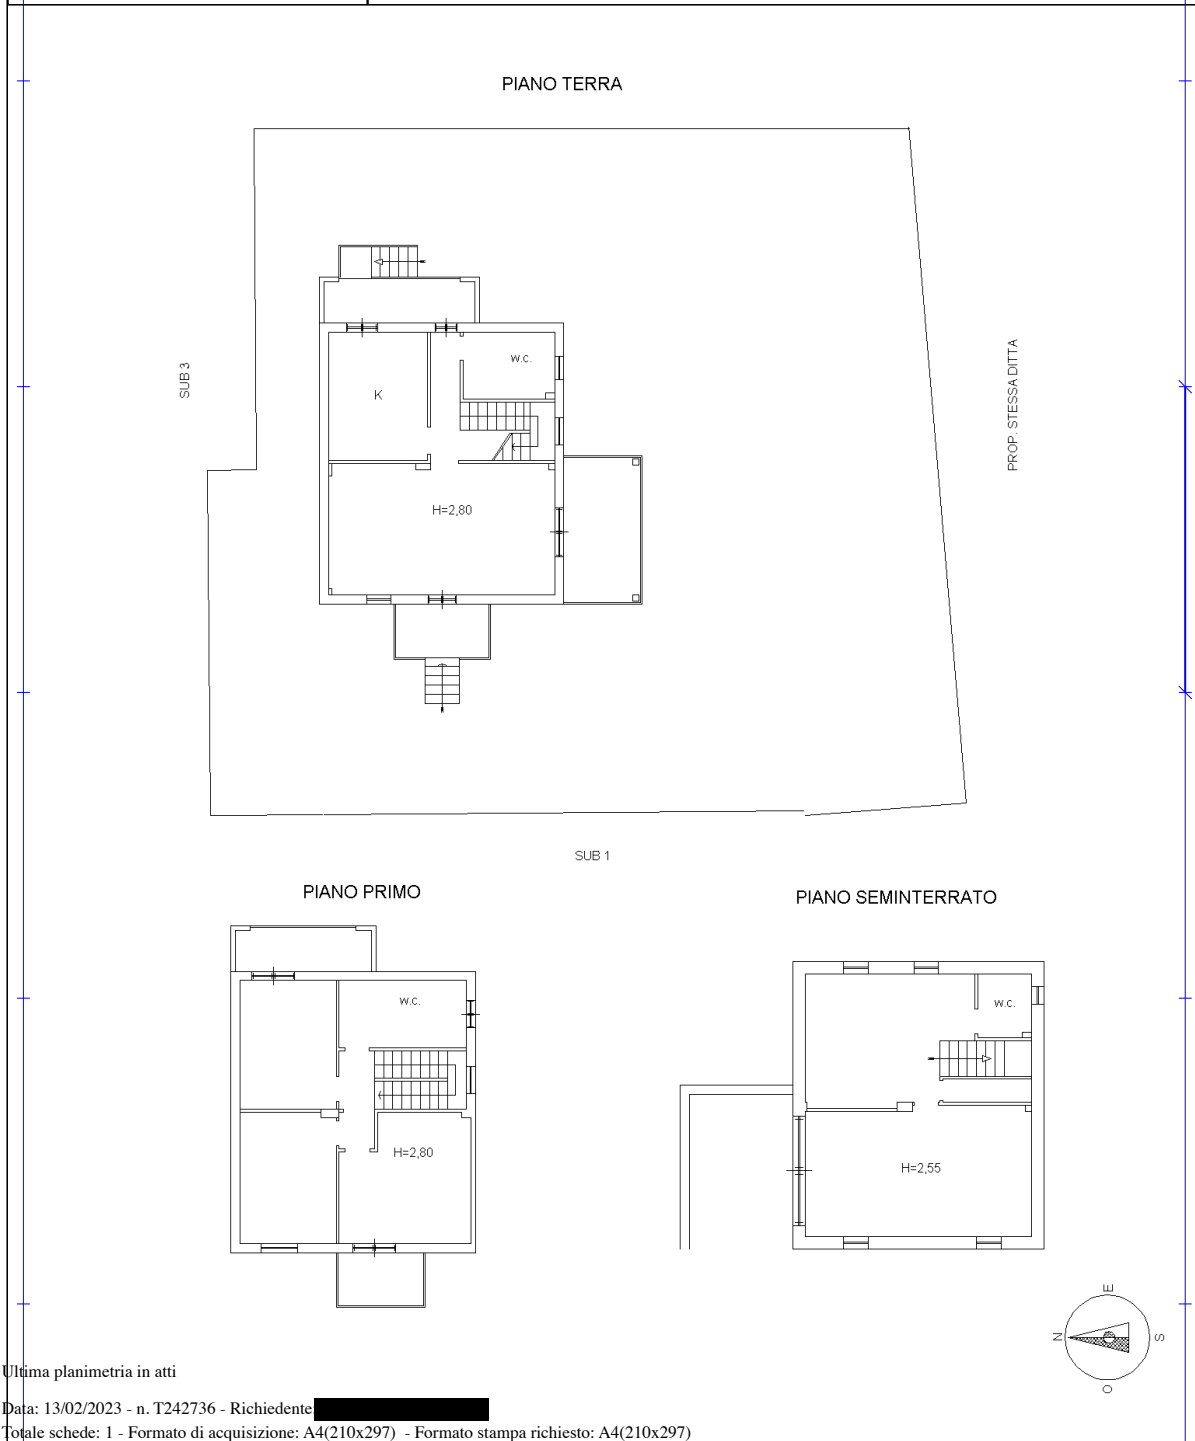 PIANO TERRA
SUB 3
W.C.
K
PROP. STESSA DITTA
H=2,80
SUB 1
PIANO PRIMO
PIANO SEMINTERRATO
W.C.
W.C.
H=2,80
H=2,55
E
N
S
O
Ultima planimetria in atti
Data: 13/02/2023 - n. T242736 - Richiedente
Totale schede: 1 - Formato di acquisizione: A4(210x297) - Formato stampa richiesto: A4(210x297)